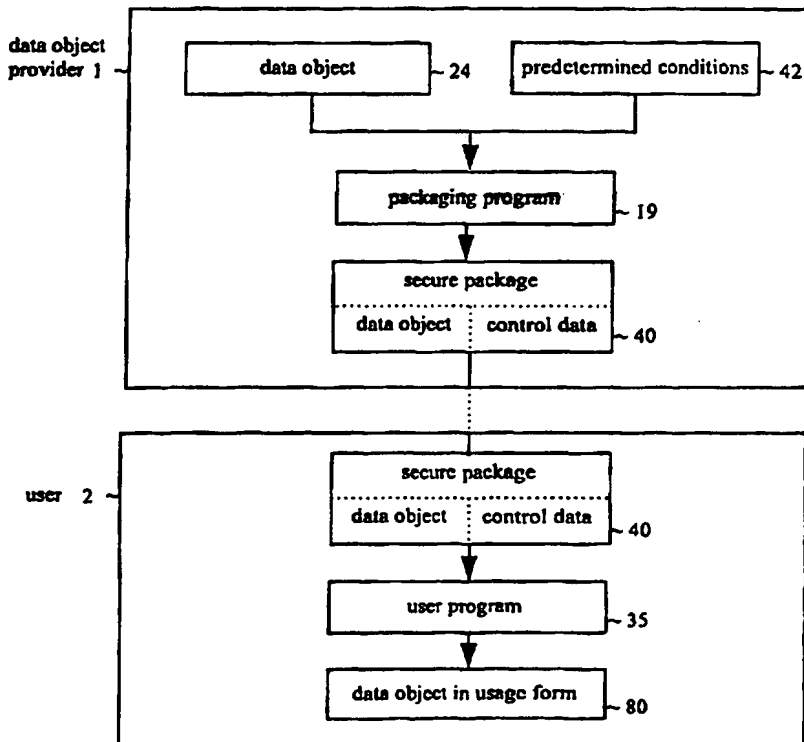 data object
provider 1
data object
24
predetermined conditions
42
packaging program
19
secure package
data object control data
40
user 2
secure package
data object control data
40
user program
35
data object in usage form
80